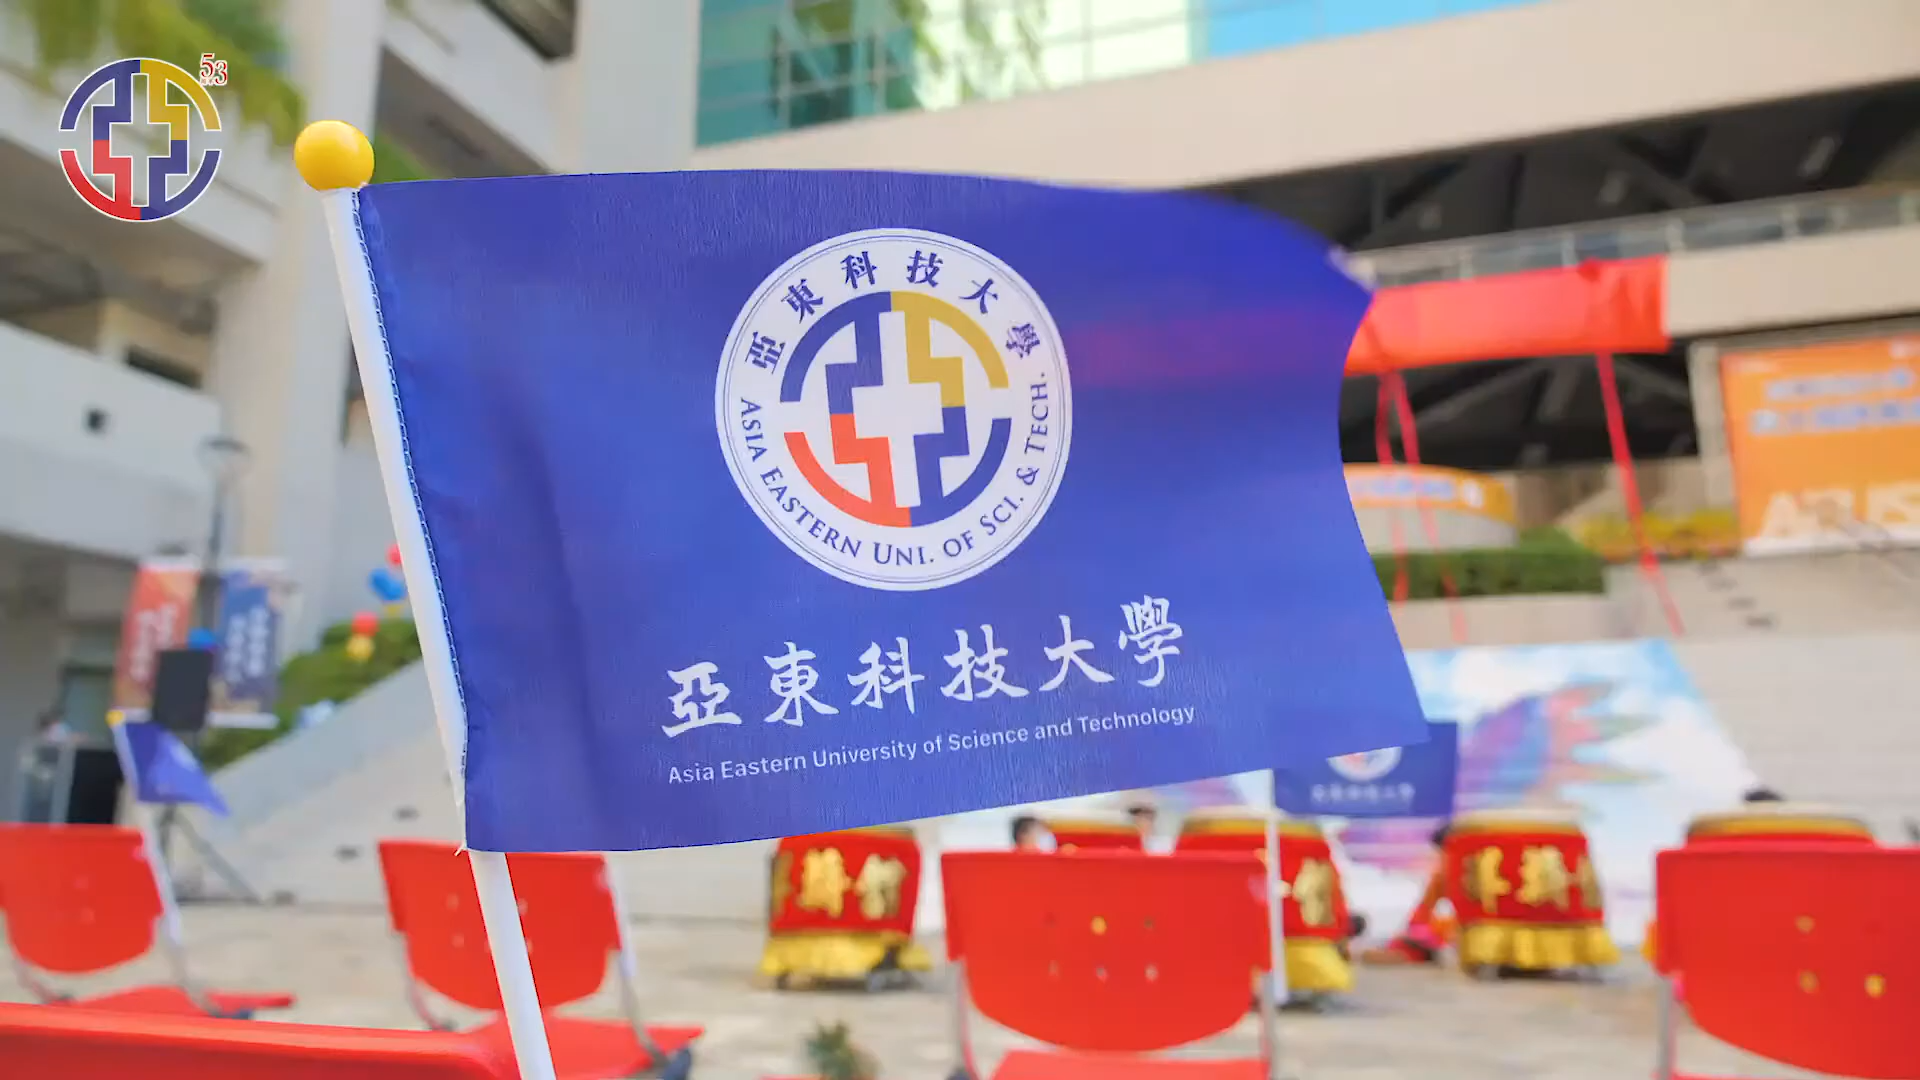 53
亞東科技大學
ASIA EASTERN UNI. OF SCI. & TECH.
亞東科技大學
Asia Eastern University of Science and Technology